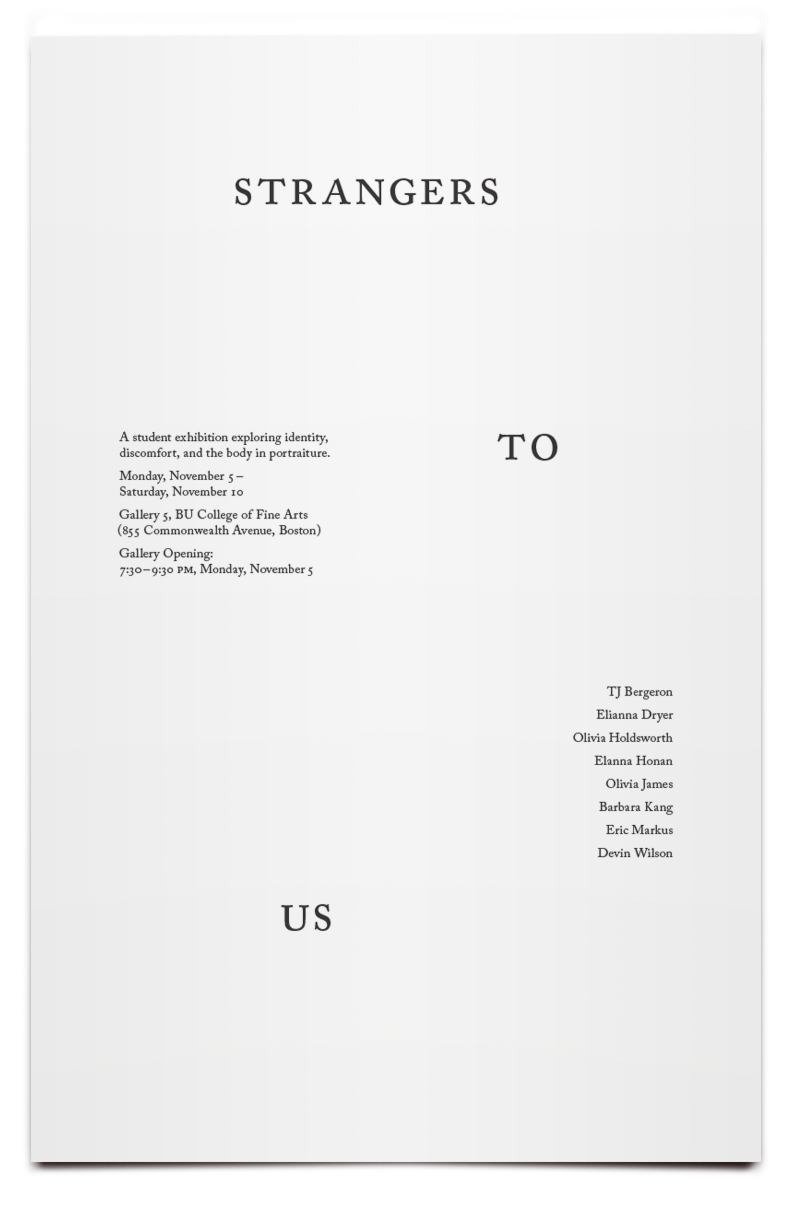 STRANGERS
TO
A student exhibition exploring identity,
discomfort, and the body in portraiture.
Monday, November 5 –
Saturday, November 10
Gallery 5, BU College of Fine Arts
(855 Commonwealth Avenue, Boston)
Gallery Opening:
7:30–9:30 PM, Monday, November 5
TJ Bergeron
Elianna Dryer
Olivia Holdsworth
Elanna Honan
Olivia James
Barbara Kang
Eric Markus
Devin Wilson
US